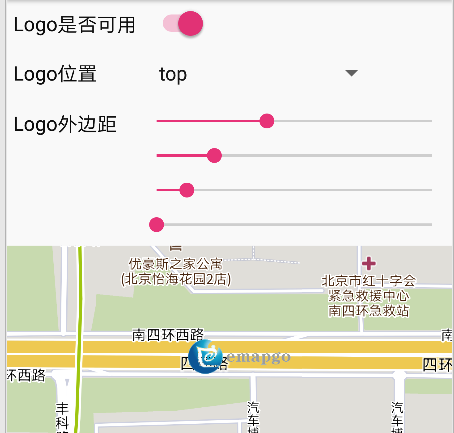 Logo是否可用
Logo位置
top
Logo外边距
优豪斯之家公寓
(北京怡海花园2店)
北京市红十字会
紧急救援中心
南四环急救站
南四环西路
emapgo
四环
环西路
丰科路
汽车博
汽车博